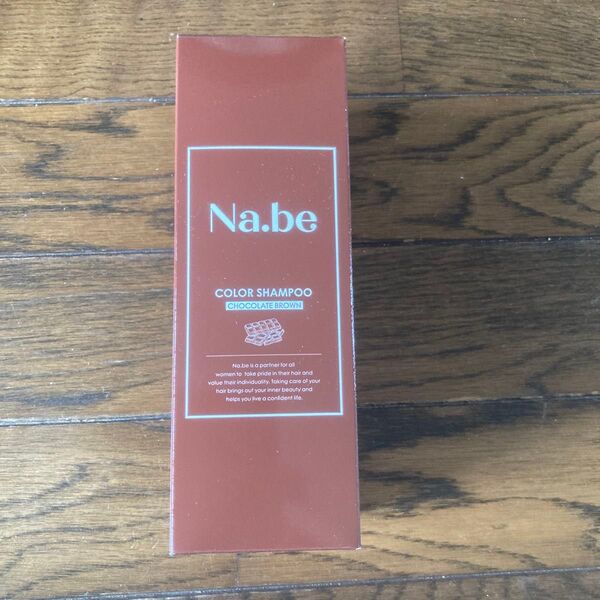 Na.be
COLOR SHAMPOO
CHOCOLATE BROWN
Na.be is a partner for all
women to take pride in their hair and
value their individuality. Taking care of your
hair brings out your inner beauty and
helps you live a confident life.